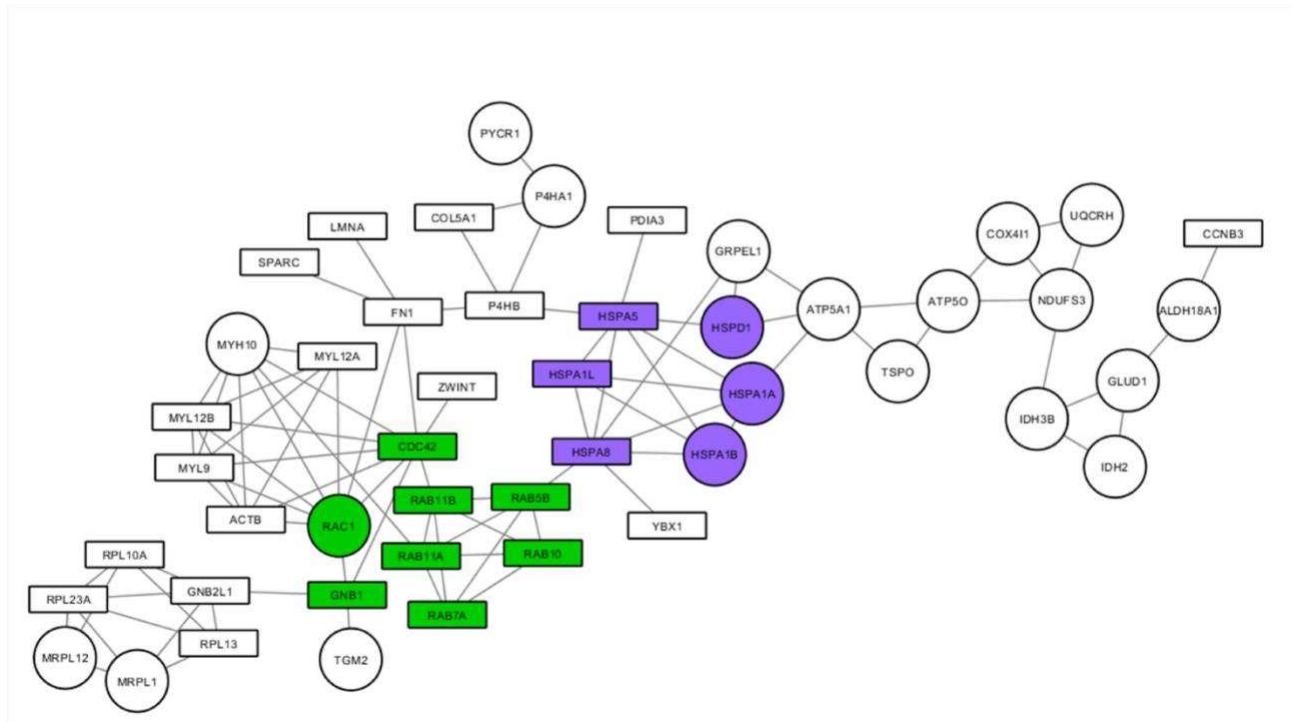 PYCR1
P4HA1
COL5A1
PDIA3
LMNA
UQCRH
COX4I1
CCNB3
GRPEL1
SPARC
FN1
P4HB
HSPA5
HSPD1
ATP5A1
ATP5O
NDUFS3
ALDH18A1
MYH10
MYL12A
ZWINT
HSPA1L
HSPA1A
TSPO
GLUD1
MYL12B
CDC42
HSPA8
HSPA1B
IDH3B
IDH2
MYL9
RAB11B
RAB5B
ACTB
RAC1
YBX1
RPL10A
RAB11A
RAB10
RPL23A
GNB2L1
GNB1
RAB7A
RPL13
MRPL12
MRPL1
TGM2